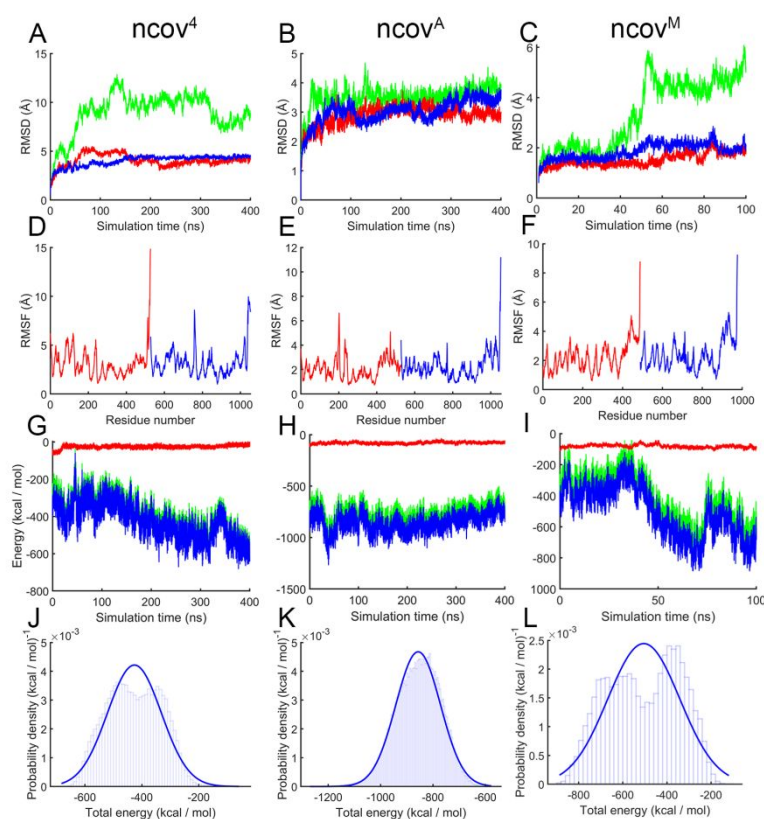 ncov⁴ ncovᴬ ncovᴹ
A B C
15 10 5 0
RMSD (Å)
0 100 200 300 400
Simulation time (ns)
5 4 3 2 1 0
RMSD (Å)
0 100 200 300 400
Simulation time (ns)
6 4 2 0
RMSD (Å)
0 20 40 60 80 100
Simulation time (ns)
D E F
15 10 5 0
RMSF (Å)
0 200 400 600 800 1000
Residue number
12 10 8 6 4 2 0
RMSF (Å)
0 200 400 600 800 1000
Residue number
10 8 6 4 2 0
RMSF (Å)
0 200 400 600 800 1000
Residue number
G H I
0 -200 -400 -600 -800
Energy (kcal / mol)
0 100 200 300 400
Simulation time (ns)
0 -500 -1000 -1500
0 100 200 300 400
Simulation time (ns)
0 -200 -400 -600 -800 1000
0 50 100
Simulation time (ns)
J K L
×10⁻³
5 4 3 2 1 0
Probability density (kcal / mol)⁻¹
-600 -400 -200
Total energy (kcal / mol)
×10⁻³
5 4 3 2 1 0
Probability density (kcal / mol)⁻¹
-1200 -1000 -800 -600
Total energy (kcal / mol)
×10⁻³
2.5 2 1.5 1 0.5 0
Probability density (kcal / mol)⁻¹
-800 -600 -400 -200
Total energy (kcal / mol)